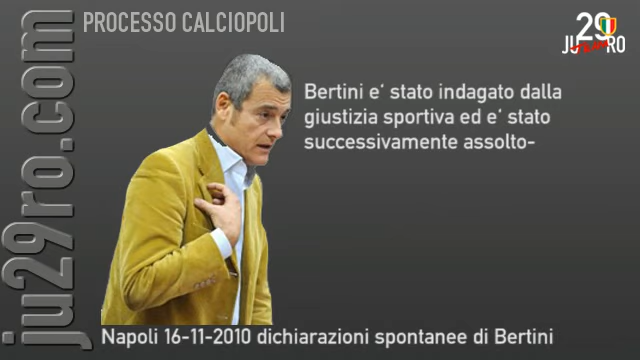 PROCESSO CALCIOPOLI
29
JU RO
Team
ju29ro.com
Bertini e' stato indagato dalla
giustizia sportiva ed e' stato
successivamente assolto-
Napoli 16-11-2010 dichiarazioni spontanee di Bertini